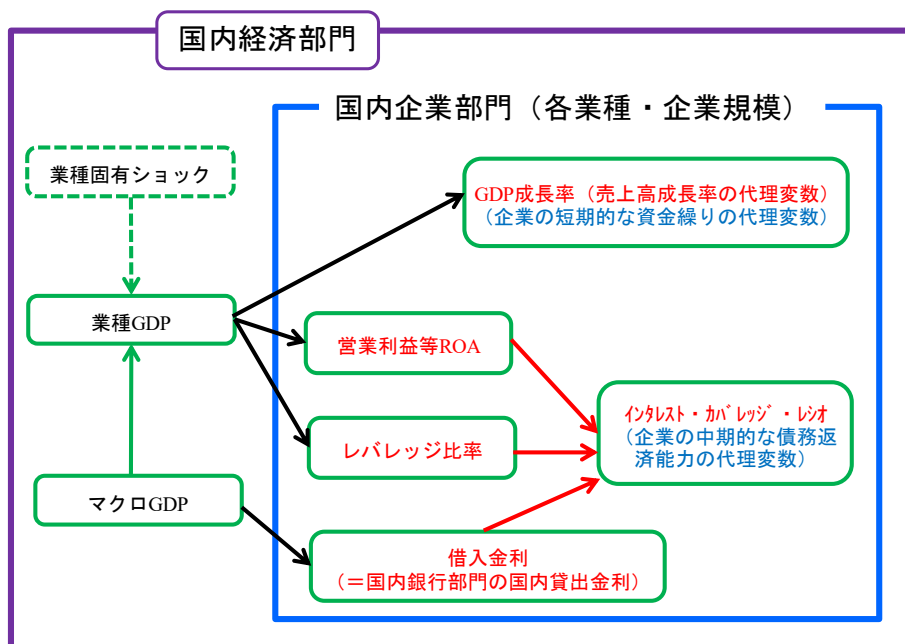 国内経済部門
国内企業部門（各業種・企業規模）
業種固有ショック
GDP成長率（売上高成長率の代理変数）
（企業の短期的な資金繰りの代理変数）
業種GDP
営業利益等ROA
ｲﾝﾀﾚｽﾄ・ｶﾊﾞﾚｯｼﾞ・ﾚｼｵ
（企業の中期的な債務返
済能力の代理変数）
レバレッジ比率
マクロGDP
借入金利
（＝国内銀行部門の国内貸出金利）